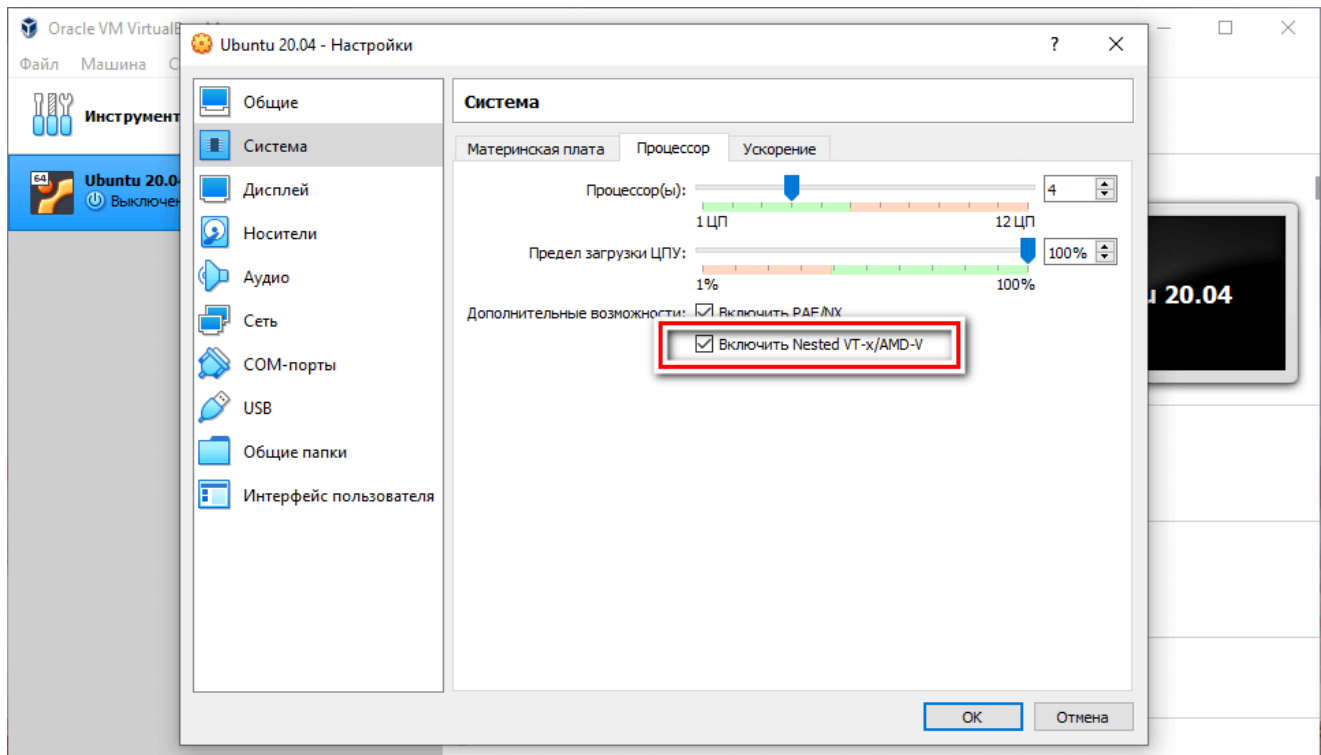 Oracle VM VirtualB
Ubuntu 20.04 - Настройки
? 
Файл Машина С
Инструмент
64
Ubuntu 20.0
Выключен
Общие
Система
Дисплей
Носители
Аудио
Сеть
COM-порты
USB
Общие папки
Интерфейс пользователя
Система
Материнская плата Процессор Ускорение
Процессор(ы): 4
1 ЦП 12 ЦП
Предел загрузки ЦПУ: 100%
1% 100%
Дополнительные возможности: Включить PAE/NX
Включить Nested VT-x/AMD-V
u 20.04
OK Отмена